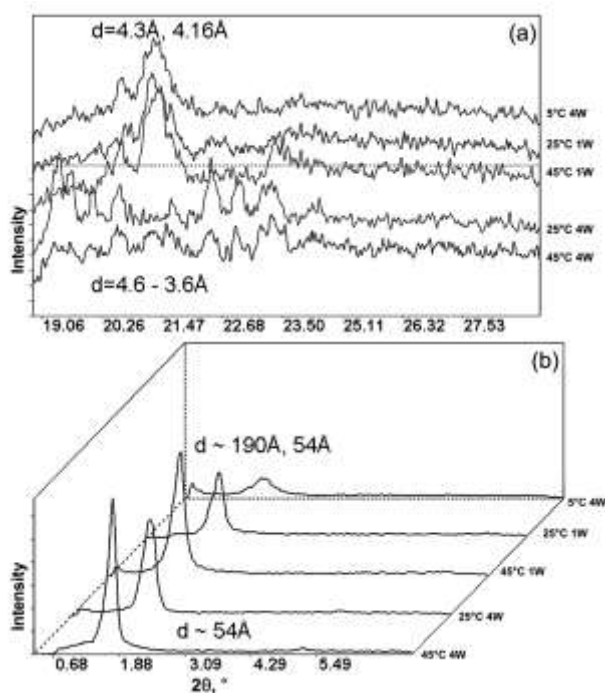 (a)
d=4.3Å, 4.16Å
5°C 4W
25°C 1W
45°C 1W
25°C 4W
45°C 4W
d=4.6 - 3.6Å
Intensity
19.06 20.26 21.47 22.68 23.50 25.11 26.32 27.53
(b)
d ~ 190Å, 54Å
5°C 4W
25°C 1W
45°C 1W
25°C 4W
45°C 4W
d ~ 54Å
Intensity
0.68 1.88 3.09 4.29 5.49
2θ, °